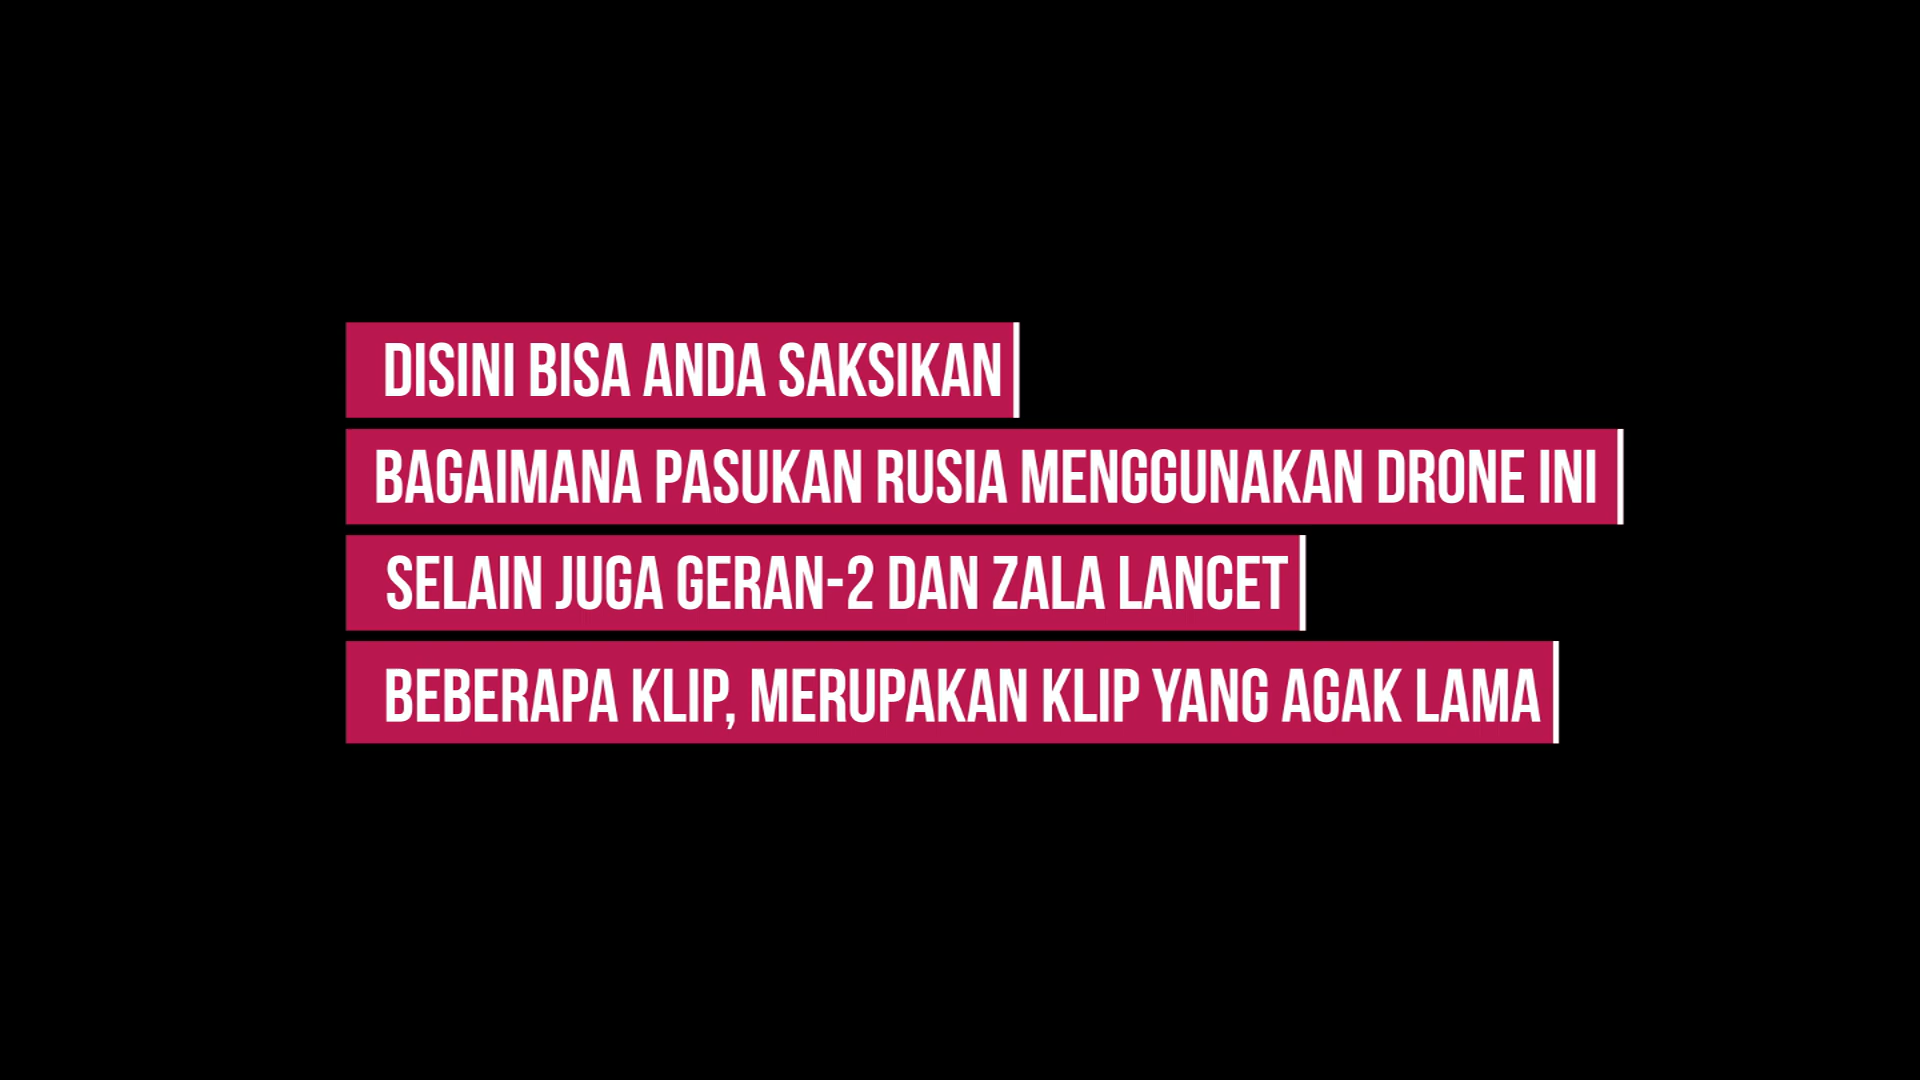 DISINI BISA ANDA SAKSIKAN
BAGAIMANA PASUKAN RUSIA MENGGUNAKAN DRONE INI
SELAIN JUGA GERAN-2 DAN ZALA LANCET
BEBERAPA KLIP, MERUPAKAN KLIP YANG AGAK LAMA